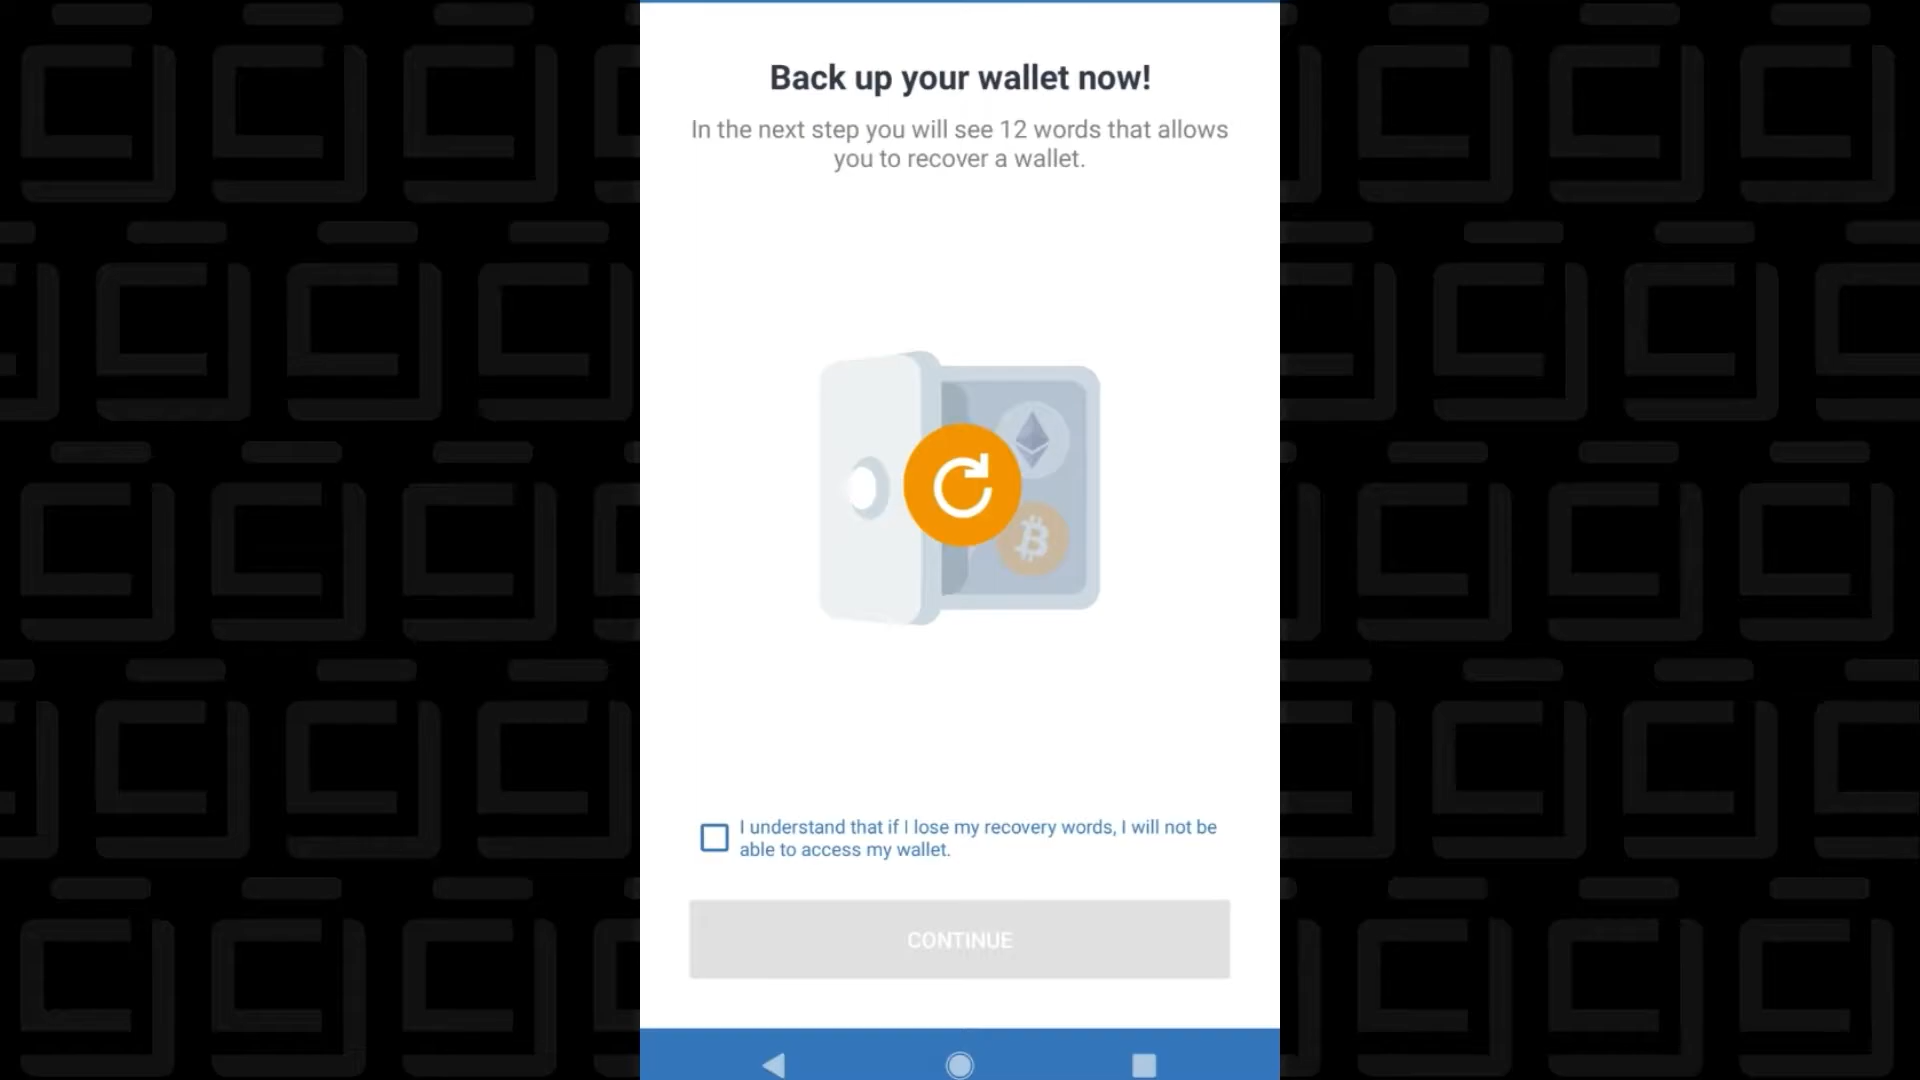 Back up your wallet now!
In the next step you will see 12 words that allows
you to recover a wallet.
I understand that if I lose my recovery words, I will not be
able to access my wallet.
CONTINUE